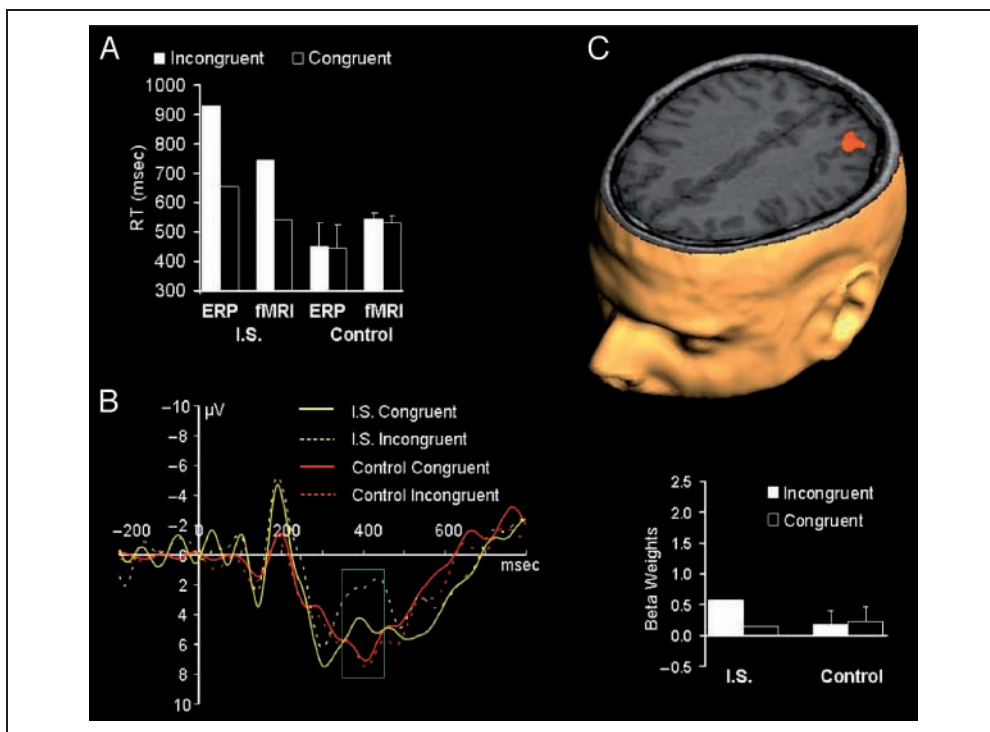 A
Incongruent Congruent
1000
900
800
700
600
500
400
300
RT (msec)
ERP fMRI ERP fMRI
I.S. Control
B
−10
−8
−6
−4
−2
0
2
4
6
8
10
µV
−200 0 200 400 600
msec
I.S. Congruent
I.S. Incongruent
Control Congruent
Control Incongruent
C
Incongruent
Congruent
2.5
2.0
1.5
1.0
0.5
0.0
−0.5
Beta Weights
I.S. Control